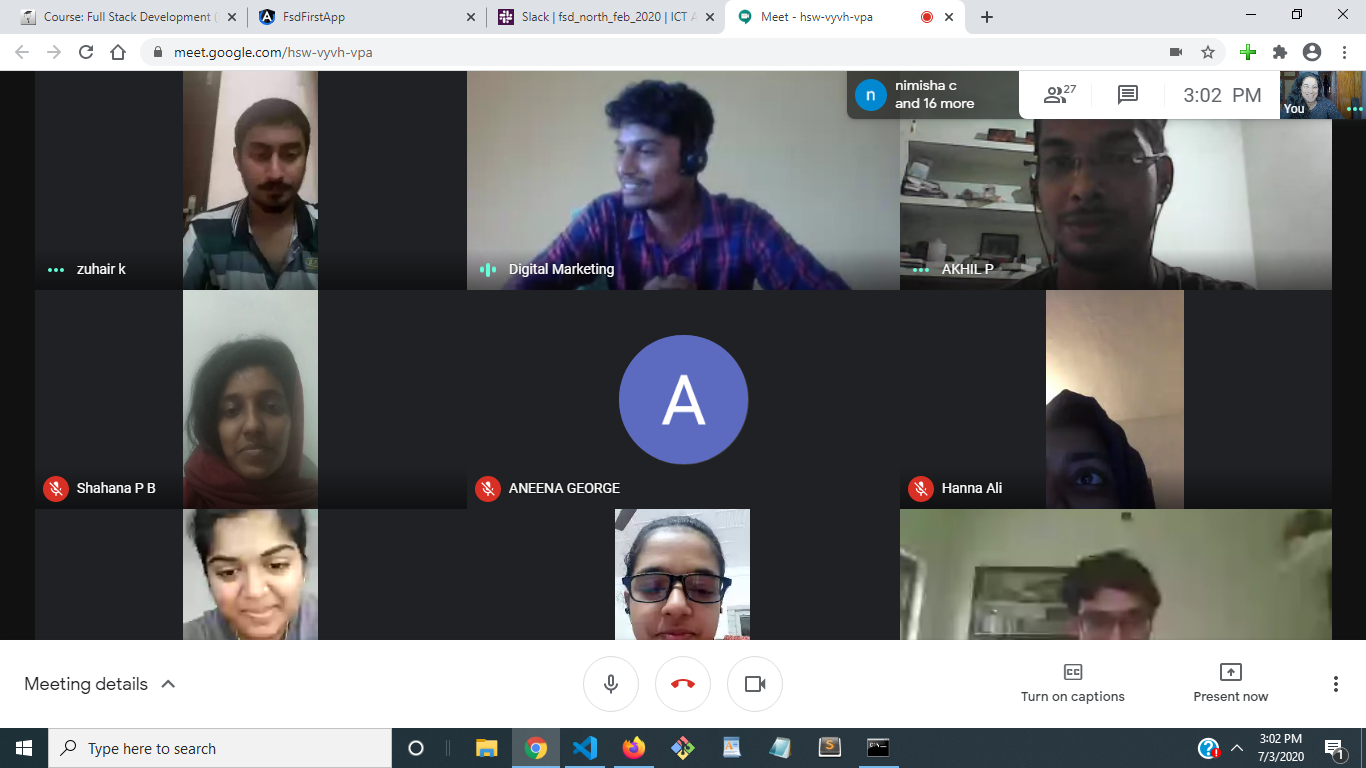 Course: Full Stack Development (
FsdFirstApp
Slack | fsd_north_feb_2020 | ICT A
Meet - hsw-vyvh-vpa
meet.google.com/hsw-vyvh-vpa
n
nimisha c
and 16 more
27
3:02 PM
You
zuhair k
Digital Marketing
AKHIL P
A
Shahana P B
ANEENA GEORGE
Hanna Ali
Meeting details
CC
Turn on captions
Present now
Type here to search
3:02 PM
7/3/2020
1